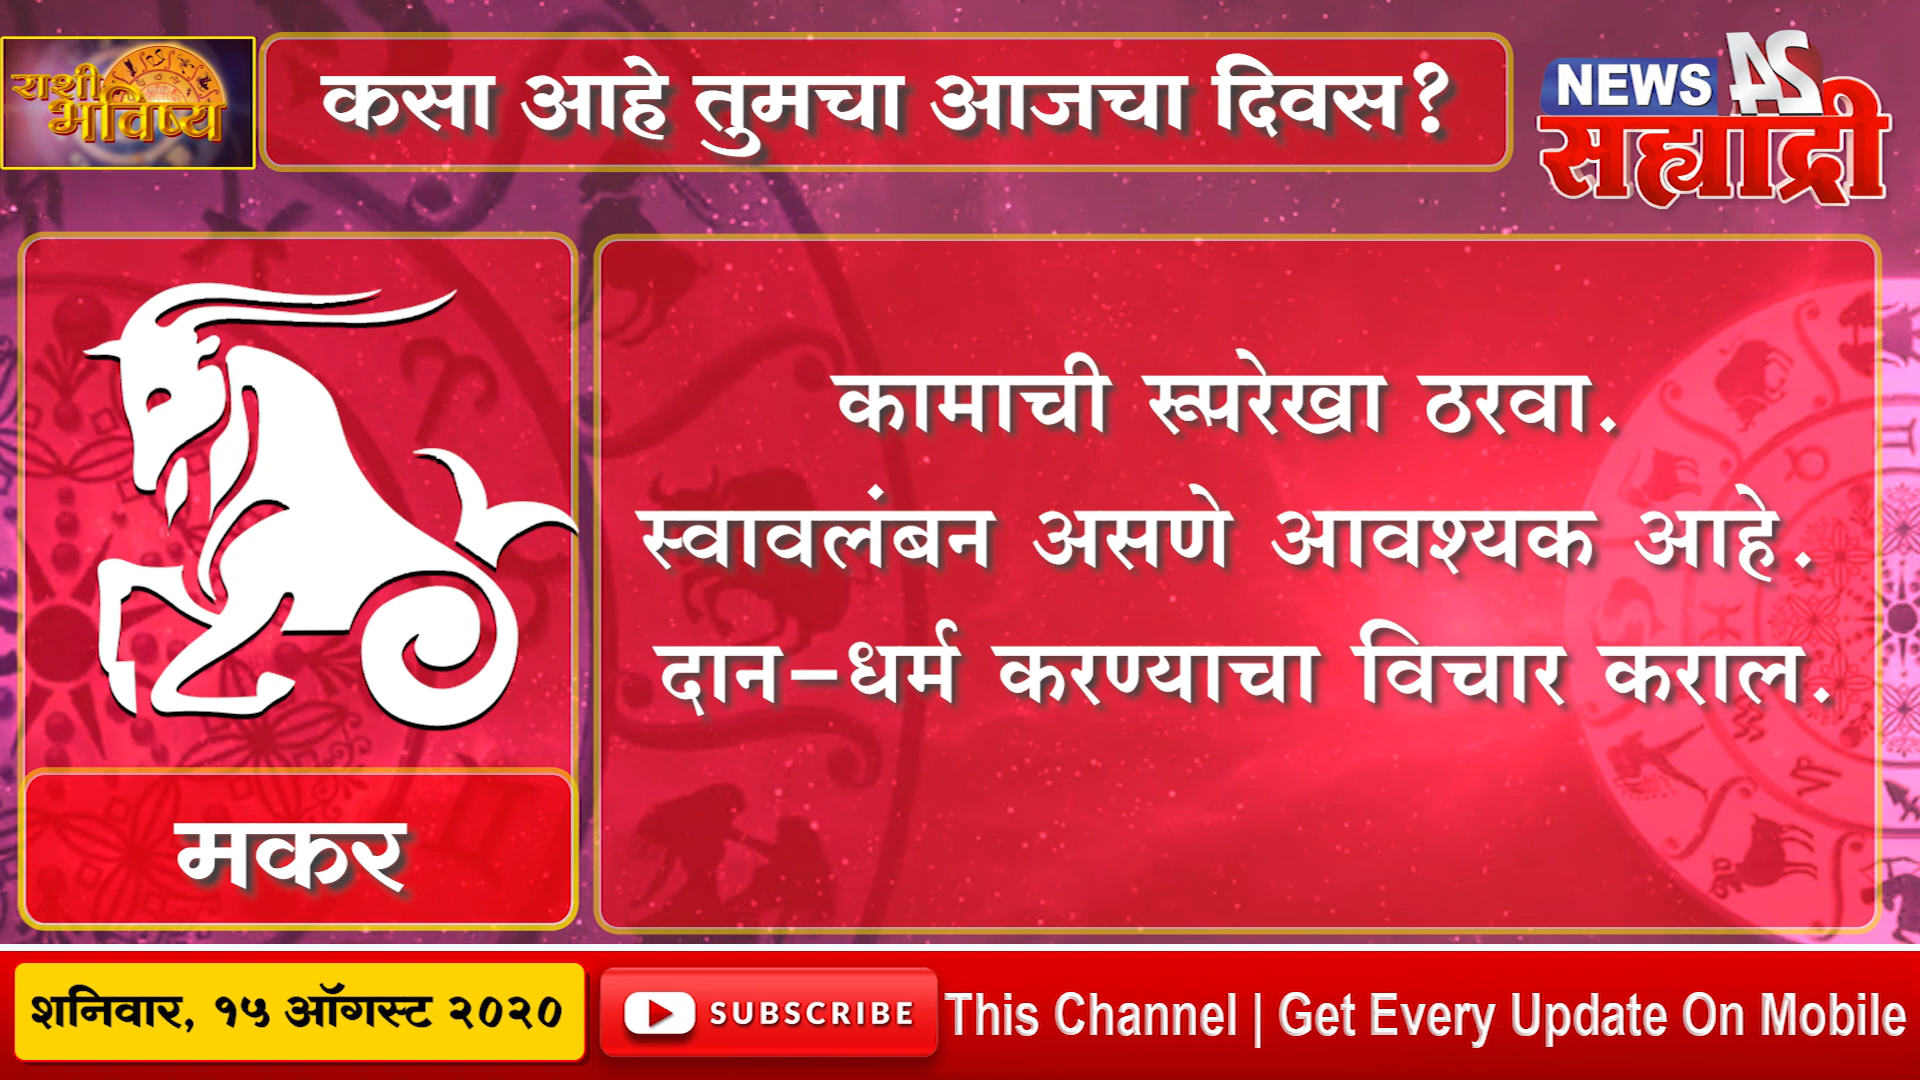 राशी
भविष्य
कसा आहे तुमचा आजचा दिवस?
NEWS AS
सह्याद्री
कामाची रूपरेखा ठरवा.
स्वावलंबन असणे आवश्यक आहे.
दान-धर्म करण्याचा विचार कराल.
मकर
शनिवार, १५ ऑगस्ट २०२०
SUBSCRIBE This Channel | Get Every Update On Mobile